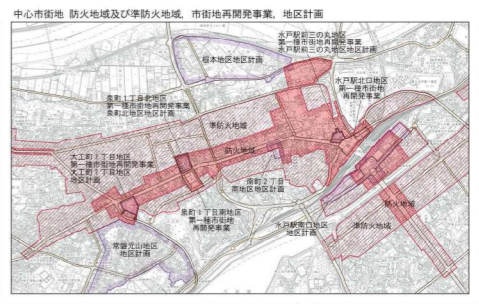 中心市街地 防火地域及び準防火地域,市街地再開発事業,地区計画
水戸駅前三の丸地区
第一種市街地再開発事業
水戸駅前三の丸地区地区計画
根本地区地区計画
水戸駅北口地区
第一種市街地
再開発事業
泉町1丁目北地区
第一種市街地再開発事業
泉町北地区地区計画
準防火地域
防火地域
大工町1丁目地区
第一種市街地再開発事業
大工町1丁目地区
地区計画
南町2丁目
南地区地区計画
泉町1丁目南地区
第一種市街地
再開発事業
防火地域
水戸駅南口地区
地区計画
準防火地域
常磐元山地区
地区計画